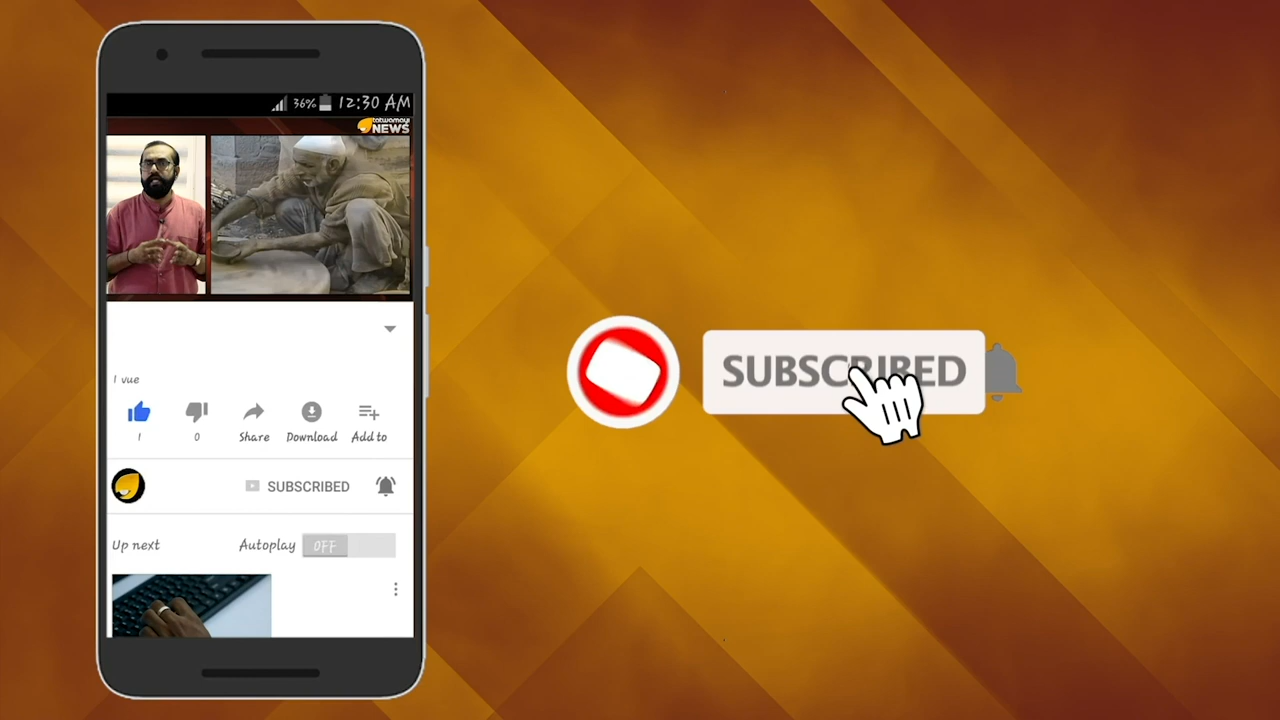 36% 12:30 AM
tatwamayi
NEWS
1 vue
1
0
Share
Download
Add to
SUBSCRIBED
Up next
Autoplay
OFF
SUBSCRIBED